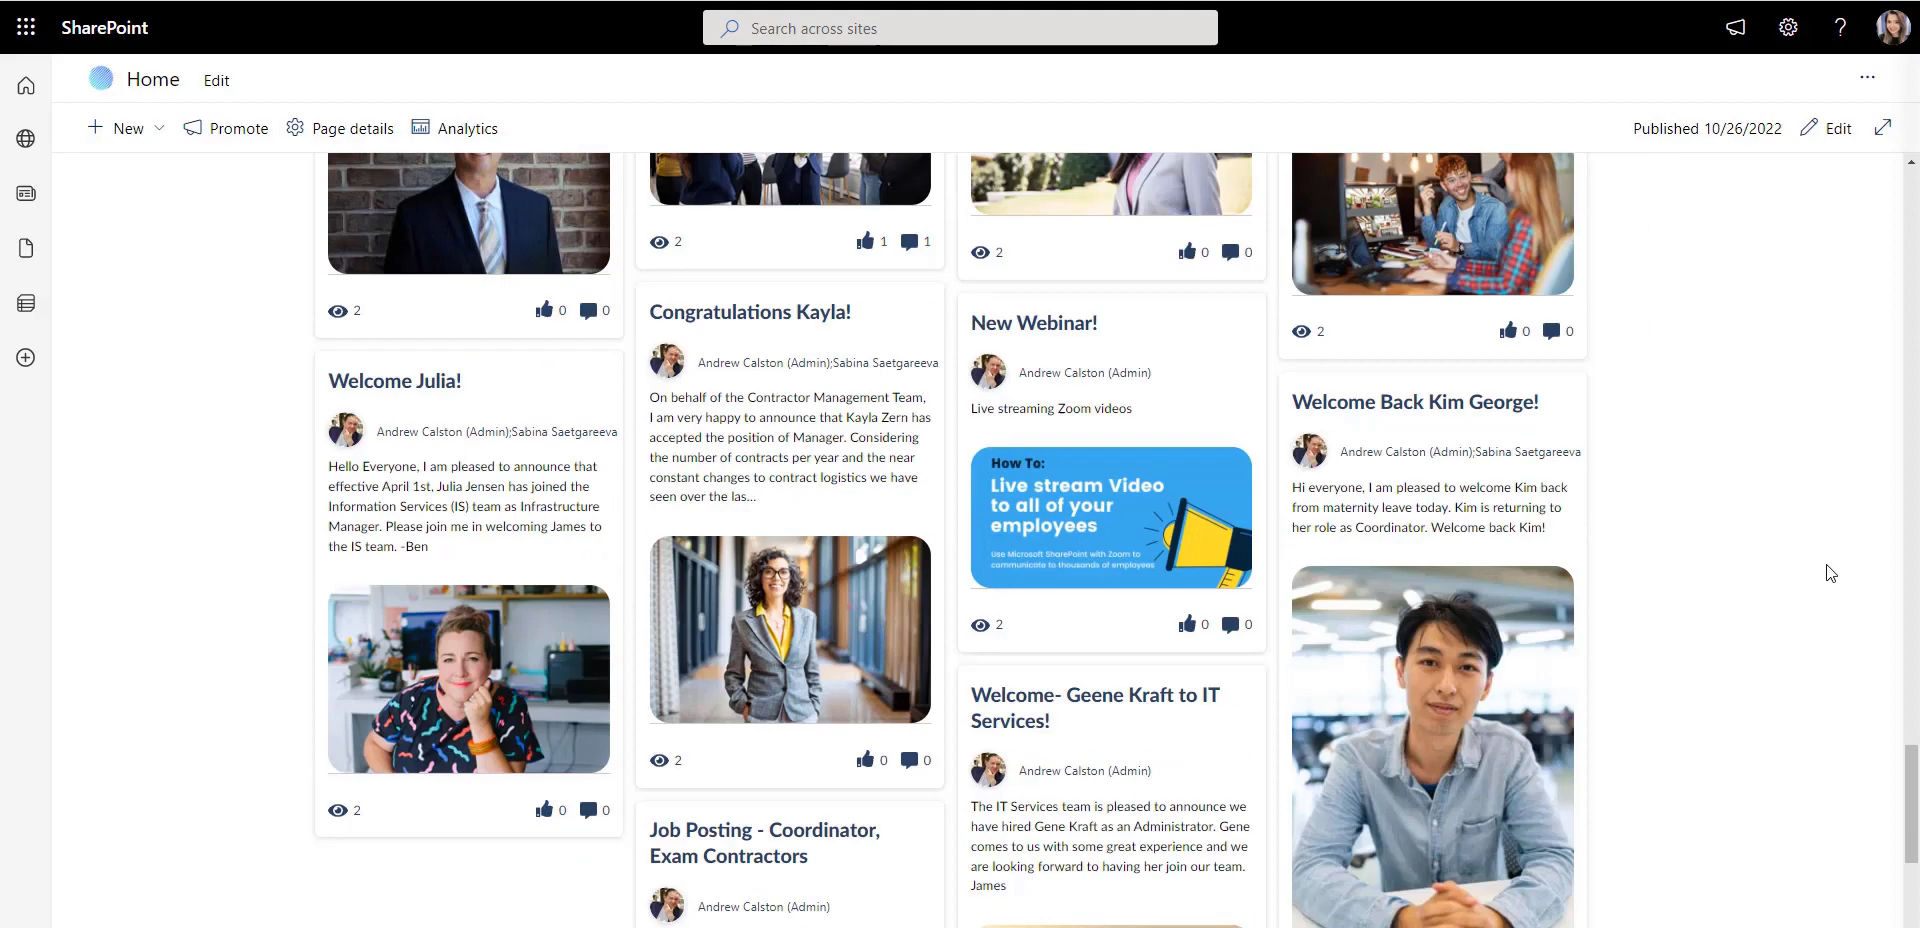 SharePoint
Search across sites
Home
Edit
New
Promote
Page details
Analytics
Published 10/26/2022
Edit
2
0
0
Welcome Julia!
Andrew Calston (Admin);Sabina Saetgareeva
Hello Everyone, I am pleased to announce that
effective April 1st, Julia Jensen has joined the
Information Services (IS) team as Infrastructure
Manager. Please join me in welcoming James to
the IS team. -Ben
2
0
0
2
1
1
Congratulations Kayla!
Andrew Calston (Admin);Sabina Saetgareeva
On behalf of the Contractor Management Team,
I am very happy to announce that Kayla Zern has
accepted the position of Manager. Considering
the number of contracts per year and the near
constant changes to contract logistics we have
seen over the las...
2
0
0
Job Posting - Coordinator,
Exam Contractors
Andrew Calston (Admin)
2
0
0
New Webinar!
Andrew Calston (Admin)
Live streaming Zoom videos
How To:
Live stream Video
to all of your
employees
Use Microsoft SharePoint with Zoom to
communicate to thousands of employees
2
0
0
Welcome- Geene Kraft to IT
Services!
Andrew Calston (Admin)
The IT Services team is pleased to announce we
have hired Gene Kraft as an Administrator. Gene
comes to us with some great experience and we
are looking forward to having her join our team.
James
2
0
0
Welcome Back Kim George!
Andrew Calston (Admin);Sabina Saetgareeva
Hi everyone, I am pleased to welcome Kim back
from maternity leave today. Kim is returning to
her role as Coordinator. Welcome back Kim!